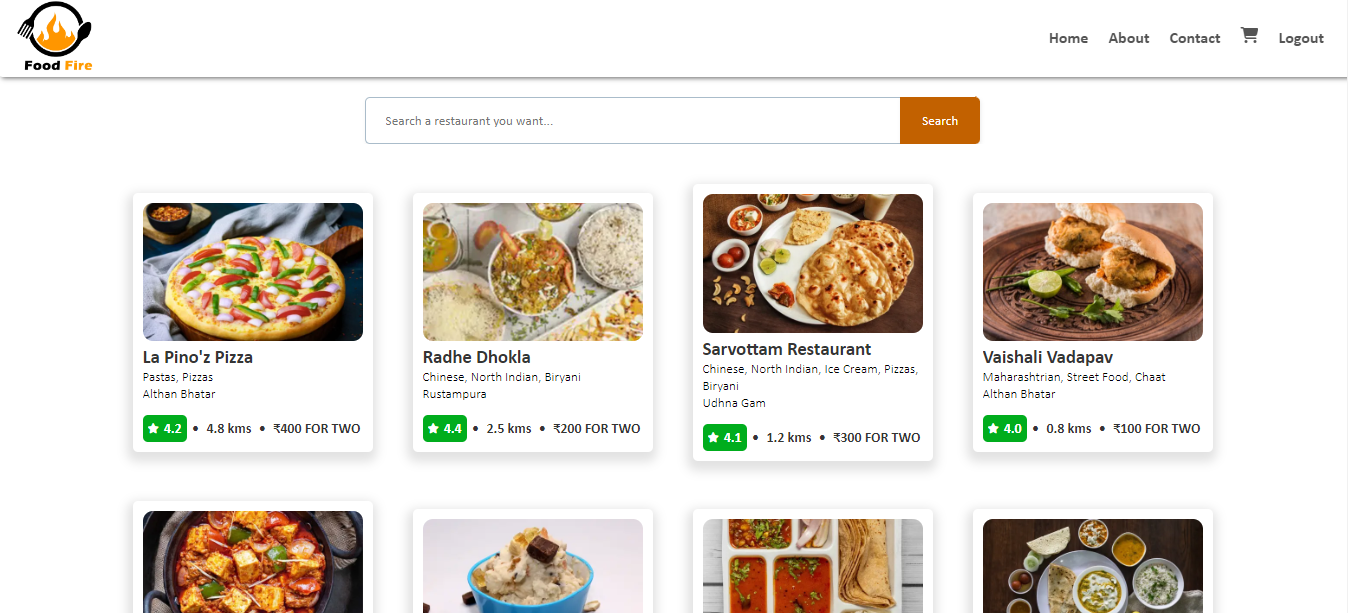 Food Fire
Home About Contact Logout
Search a restaurant you want... Search
La Pino'z Pizza
Pastas, Pizzas
Althan Bhatar
4.2 • 4.8 kms • ₹400 FOR TWO
Radhe Dhokla
Chinese, North Indian, Biryani
Rustampura
4.4 • 2.5 kms • ₹200 FOR TWO
Sarvottam Restaurant
Chinese, North Indian, Ice Cream, Pizzas,
Biryani
Udhna Gam
4.1 • 1.2 kms • ₹300 FOR TWO
Vaishali Vadapav
Maharashtrian, Street Food, Chaat
Althan Bhatar
4.0 • 0.8 kms • ₹100 FOR TWO